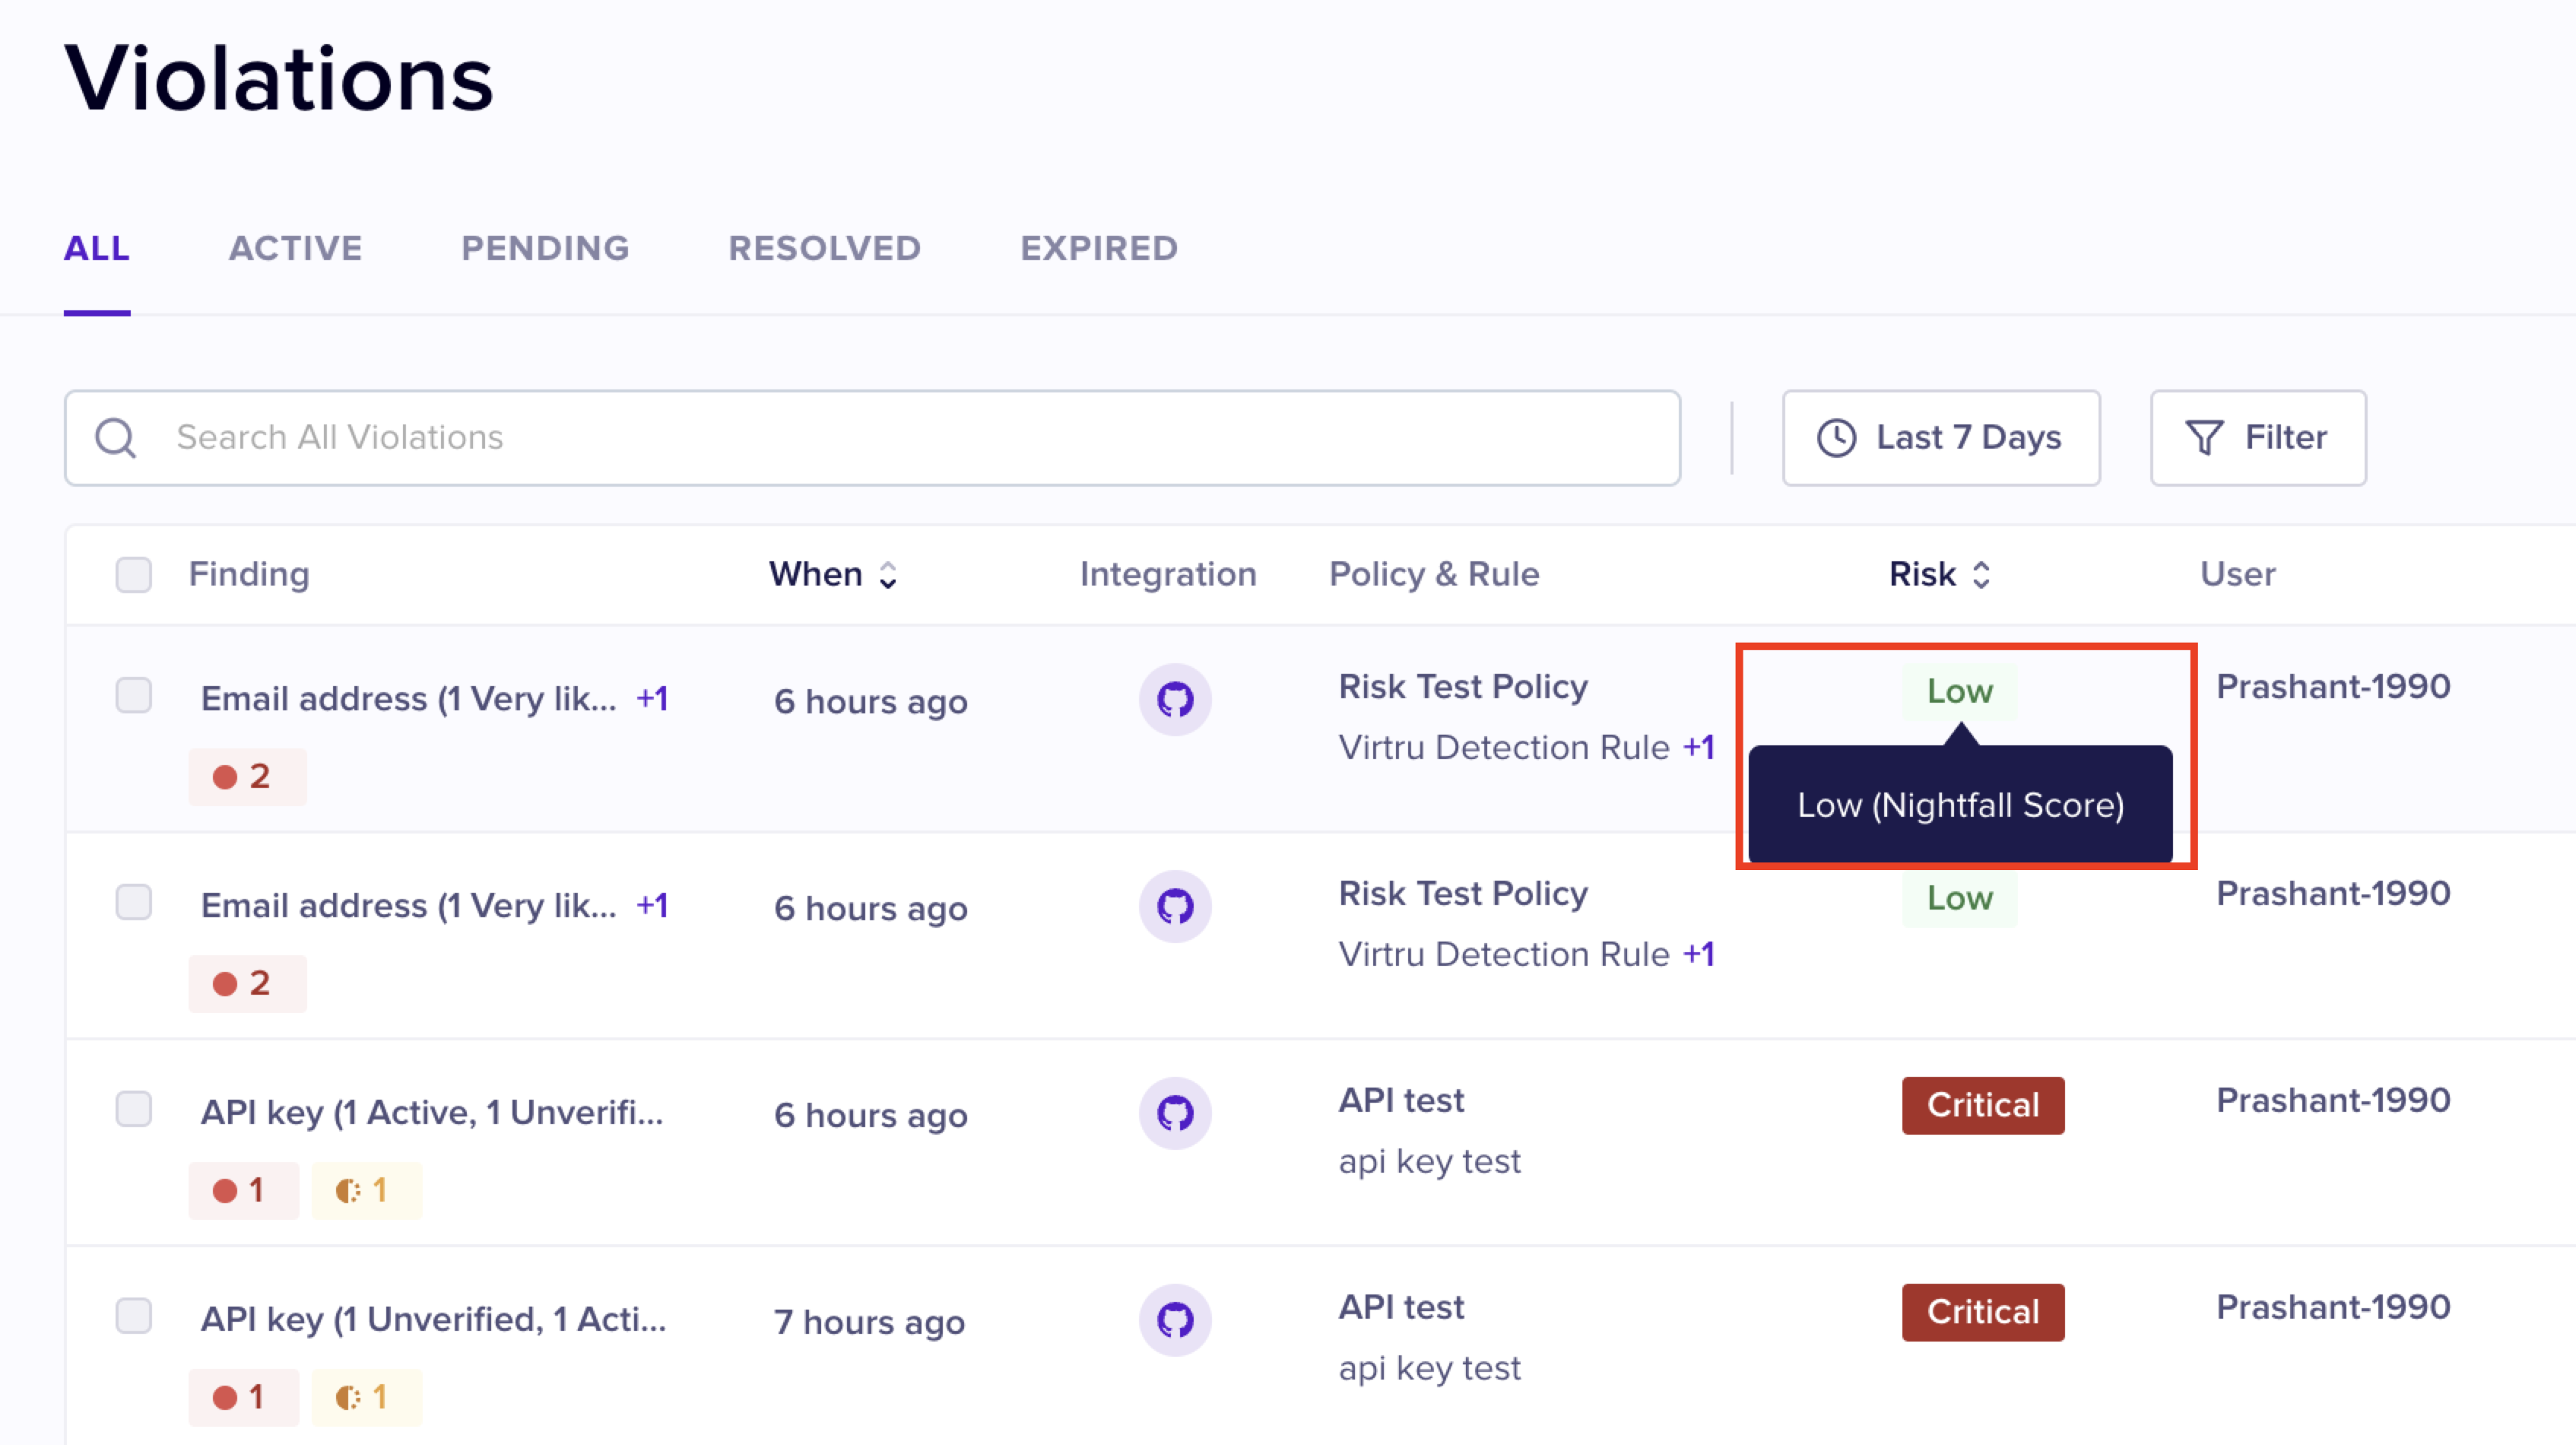 Violations
ALL ACTIVE PENDING RESOLVED EXPIRED
Search All Violations Last 7 Days Filter
Finding When Integration Policy & Rule Risk User
Email address (1 Very lik... +1 6 hours ago Risk Test Policy Low Prashant-1990
Virtru Detection Rule +1
2 Low (Nightfall Score)
Email address (1 Very lik... +1 6 hours ago Risk Test Policy Low Prashant-1990
Virtru Detection Rule +1
2
API key (1 Active, 1 Unverifi... 6 hours ago API test Critical Prashant-1990
api key test
1 1
API key (1 Unverified, 1 Acti... 7 hours ago API test Critical Prashant-1990
api key test
1 1